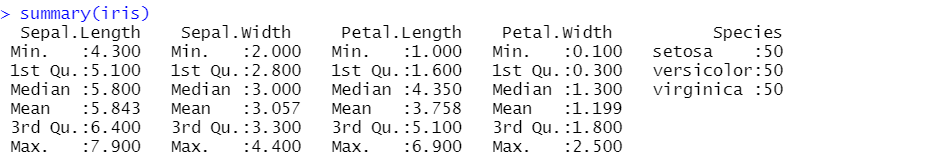 > summary(iris)
  Sepal.Length    Sepal.Width     Petal.Length    Petal.Width          Species
 Min.   :4.300   Min.   :2.000   Min.   :1.000   Min.   :0.100   setosa    :50
 1st Qu.:5.100   1st Qu.:2.800   1st Qu.:1.600   1st Qu.:0.300   versicolor:50
 Median :5.800   Median :3.000   Median :4.350   Median :1.300   virginica :50
 Mean   :5.843   Mean   :3.057   Mean   :3.758   Mean   :1.199
 3rd Qu.:6.400   3rd Qu.:3.300   3rd Qu.:5.100   3rd Qu.:1.800
 Max.   :7.900   Max.   :4.400   Max.   :6.900   Max.   :2.500